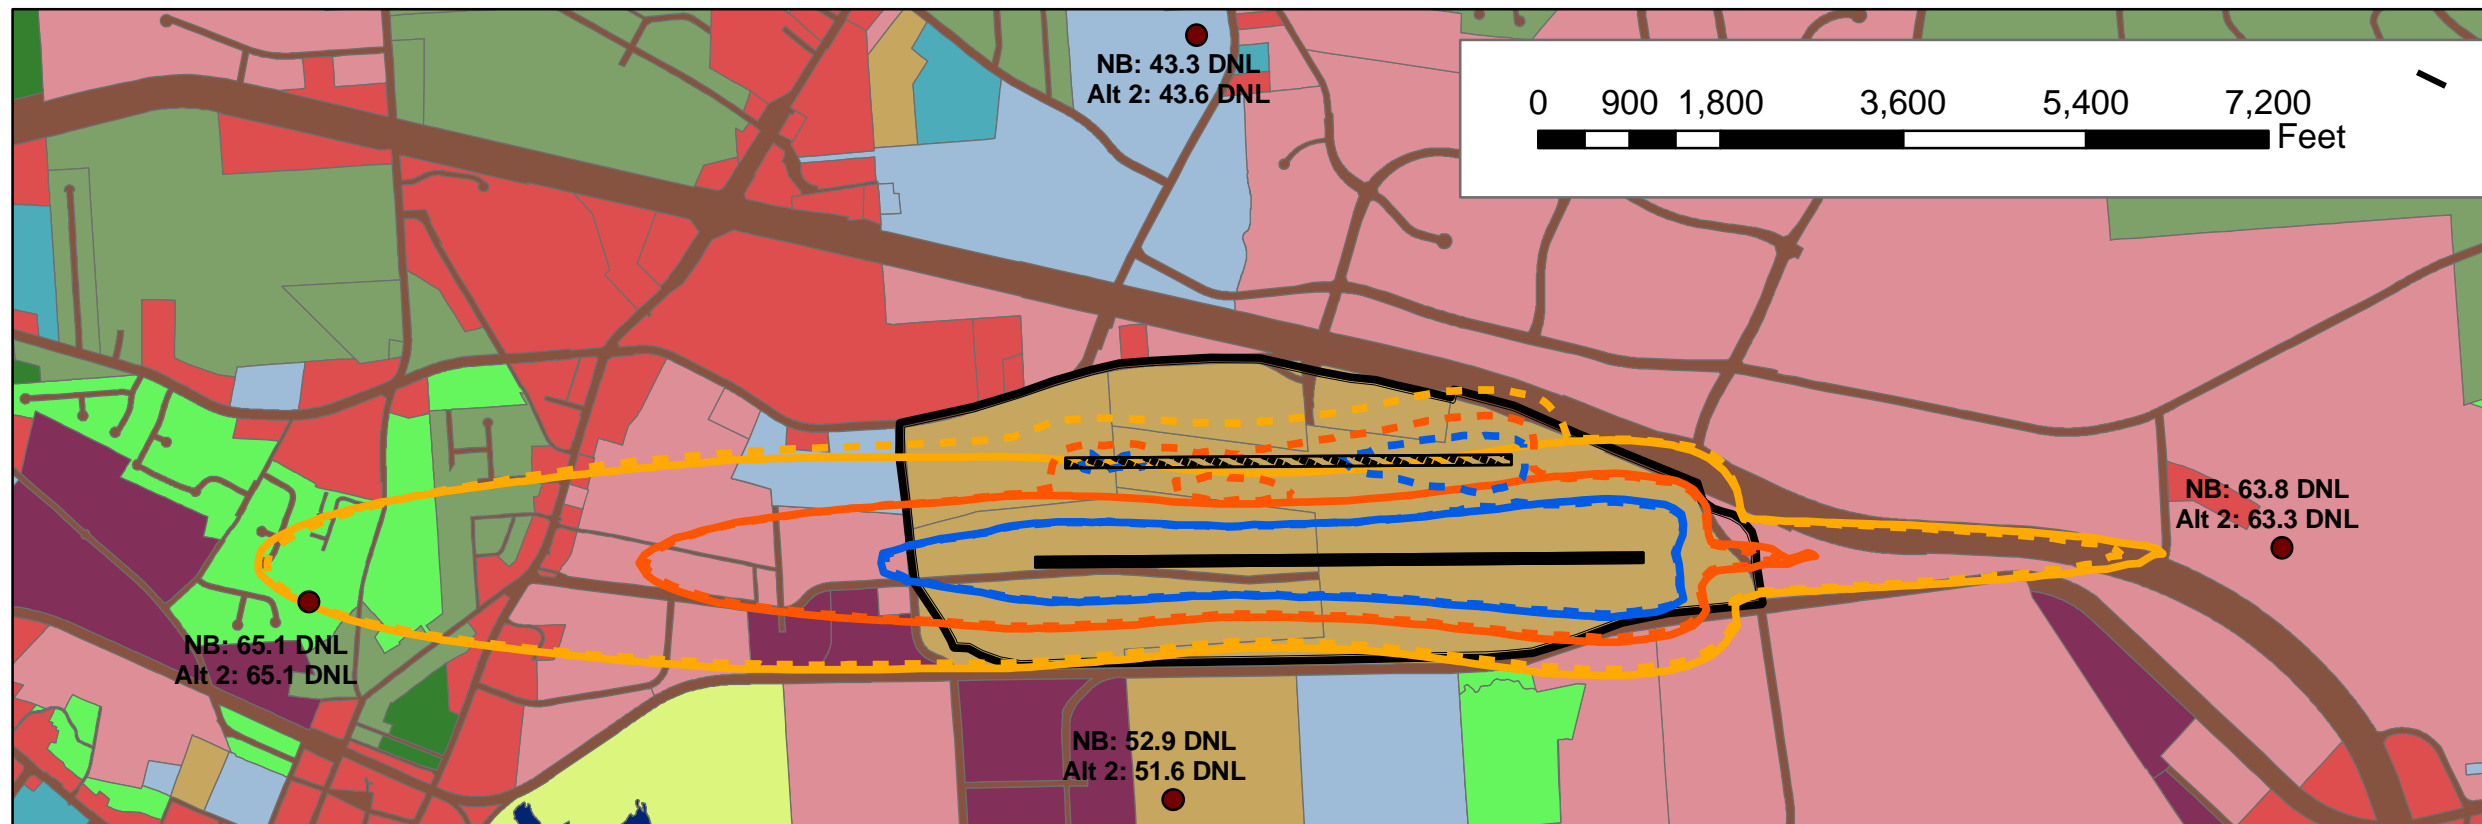 NB: 43.3 DNL
Alt 2: 43.6 DNL
0 900 1,800 3,600 5,400 7,200
Feet
NB: 63.8 DNL
Alt 2: 63.3 DNL
NB: 65.1 DNL
Alt 2: 65.1 DNL
NB: 52.9 DNL
Alt 2: 51.6 DNL